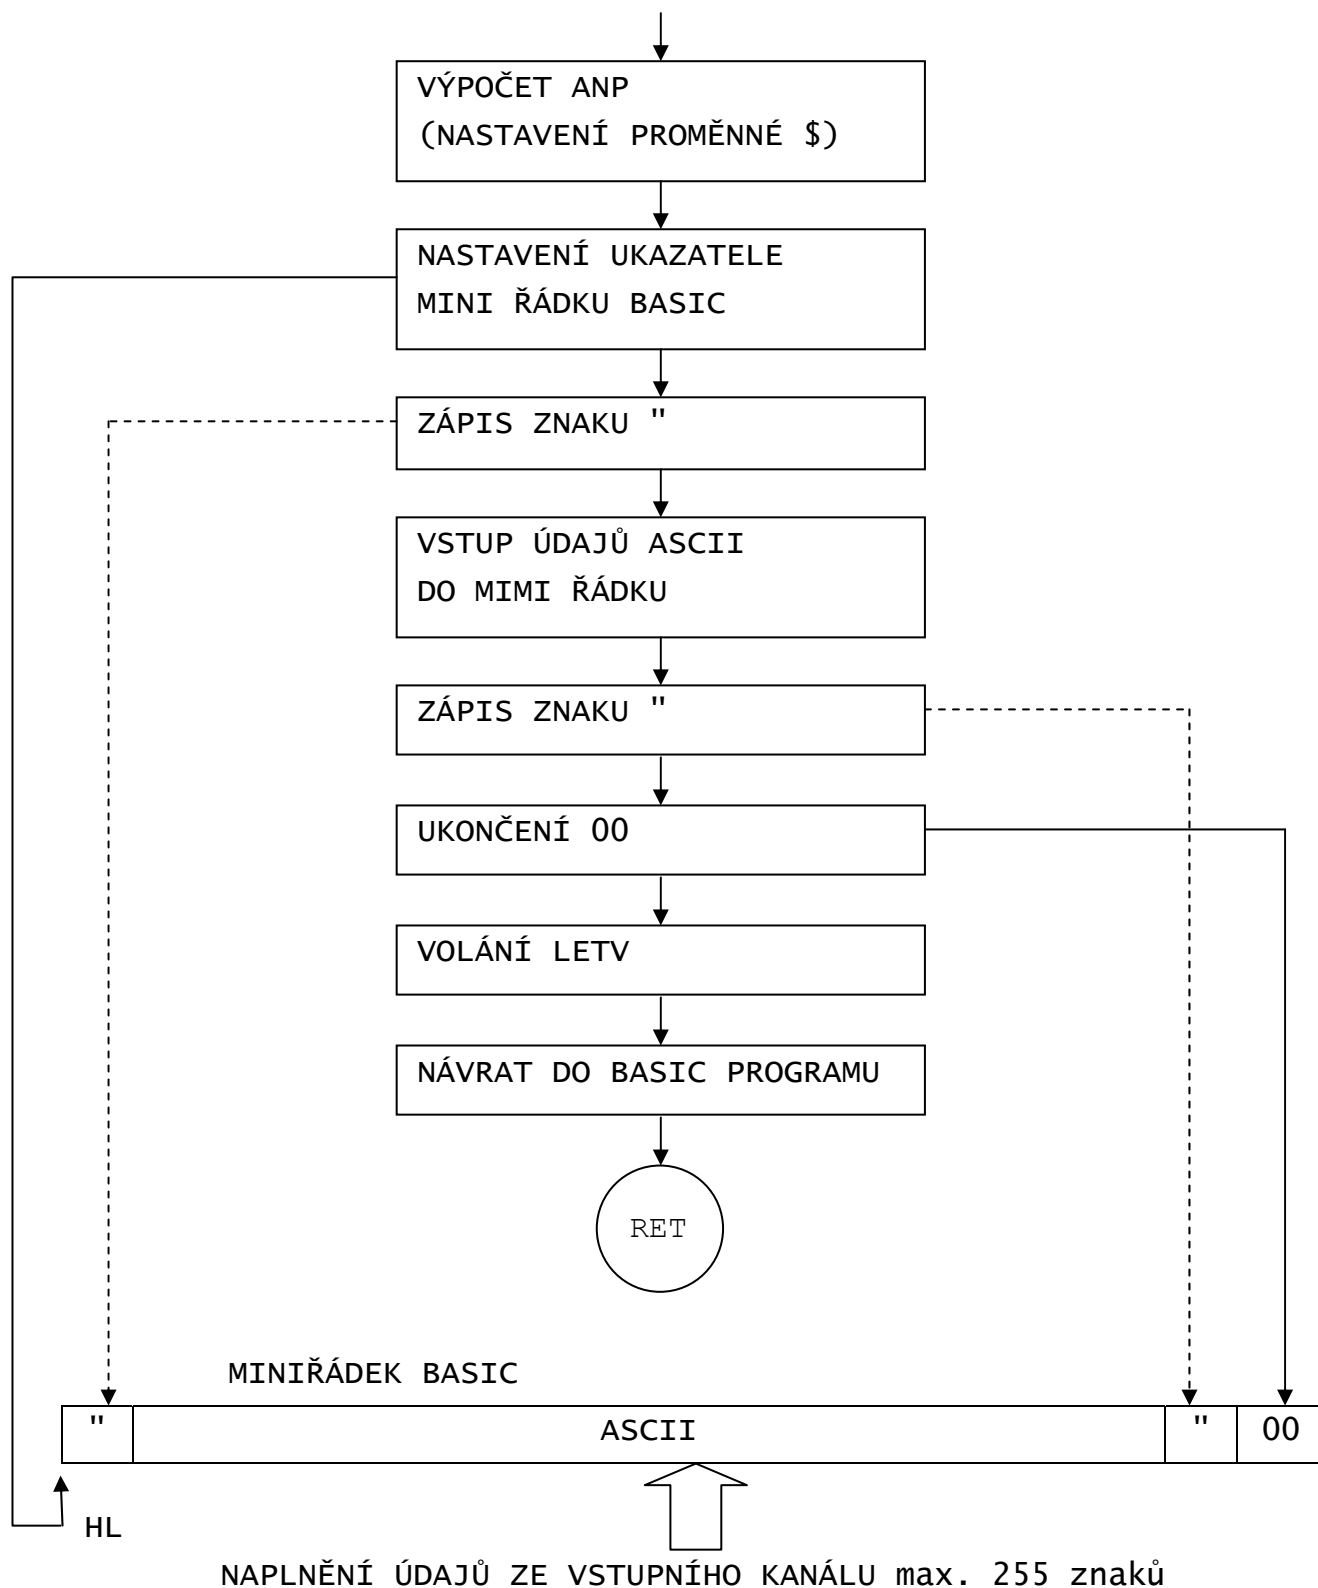 VÝPOČET ANP
(NASTAVENÍ PROMĚNNÉ $)
NASTAVENÍ UKAZATELE
MINI ŘÁDKU BASIC
ZÁPIS ZNAKU "
VSTUP ÚDAJŮ ASCII
DO MIMI ŘÁDKU
ZÁPIS ZNAKU "
UKONČENÍ 00
VOLÁNÍ LETV
NÁVRAT DO BASIC PROGRAMU
RET
MINIŘÁDEK BASIC
" ASCII " 00
HL
NAPLNĚNÍ ÚDAJŮ ZE VSTUPNÍHO KANÁLU max. 255 znaků